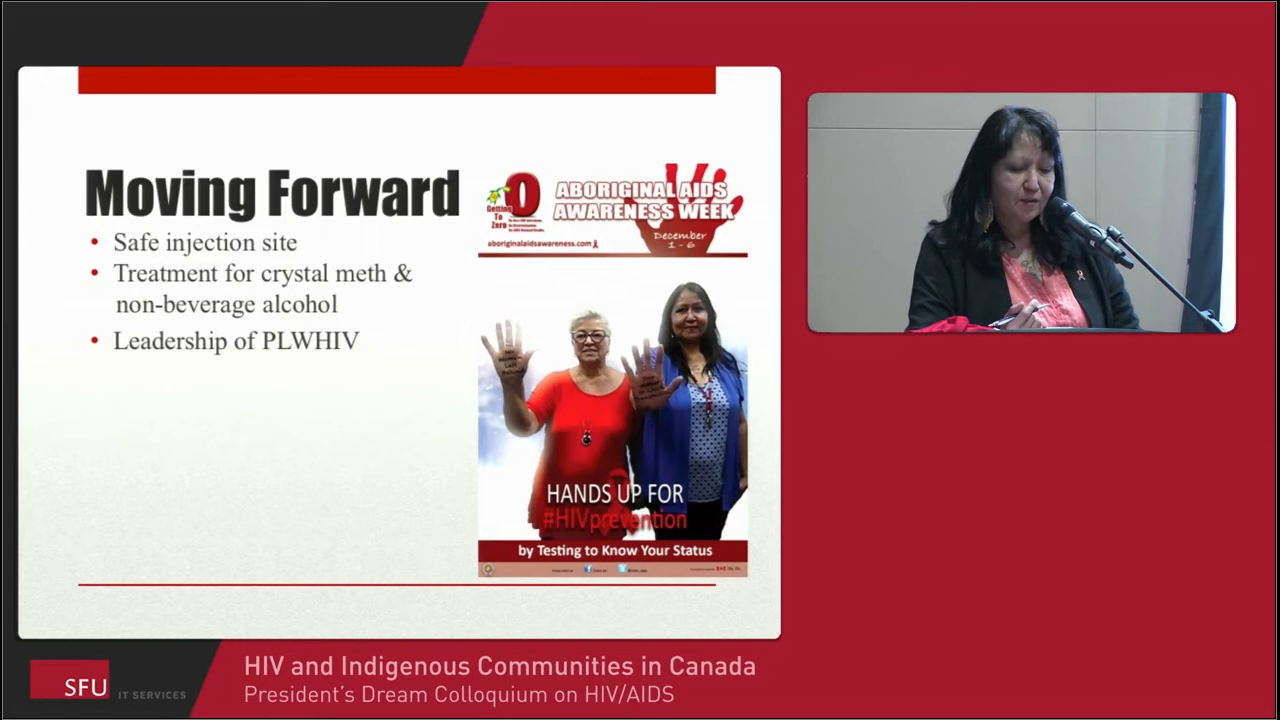 Moving Forward
• Safe injection site
• Treatment for crystal meth &
non-beverage alcohol
• Leadership of PLWHIV
Getting
To
Zero
0
ABORIGINAL AIDS
AWARENESS WEEK
December
1 - 6
aboriginalaidsawareness.com
HANDS UP FOR
#HIVprevention
by Testing to Know Your Status
SFU
IT SERVICES
HIV and Indigenous Communities in Canada
President's Dream Colloquium on HIV/AIDS